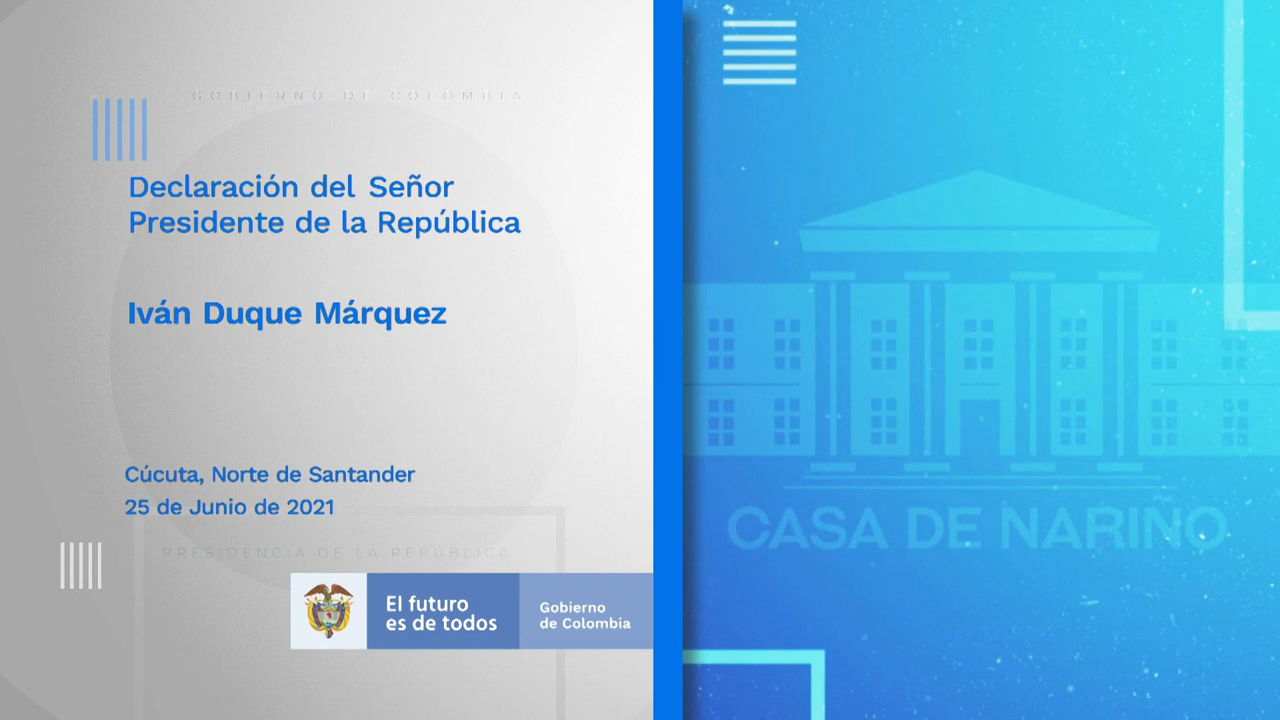 GOBIERNO DE COLOMBIA
Declaración del Señor
Presidente de la República
Iván Duque Márquez
Cúcuta, Norte de Santander
25 de Junio de 2021
PRESIDENCIA DE LA REPÚBLICA
El futuro
es de todos
Gobierno
de Colombia
CASA DE NARIÑO